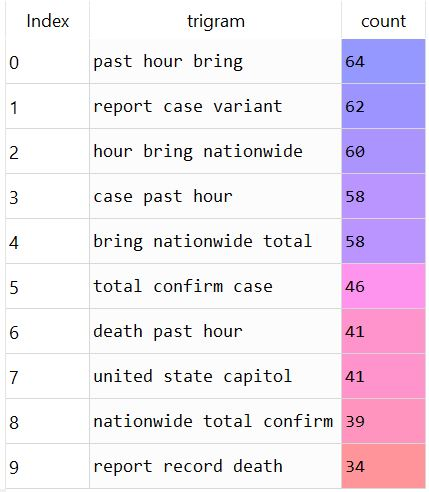 Index trigram count
0 past hour bring 64
1 report case variant 62
2 hour bring nationwide 60
3 case past hour 58
4 bring nationwide total 58
5 total confirm case 46
6 death past hour 41
7 united state capitol 41
8 nationwide total confirm 39
9 report record death 34